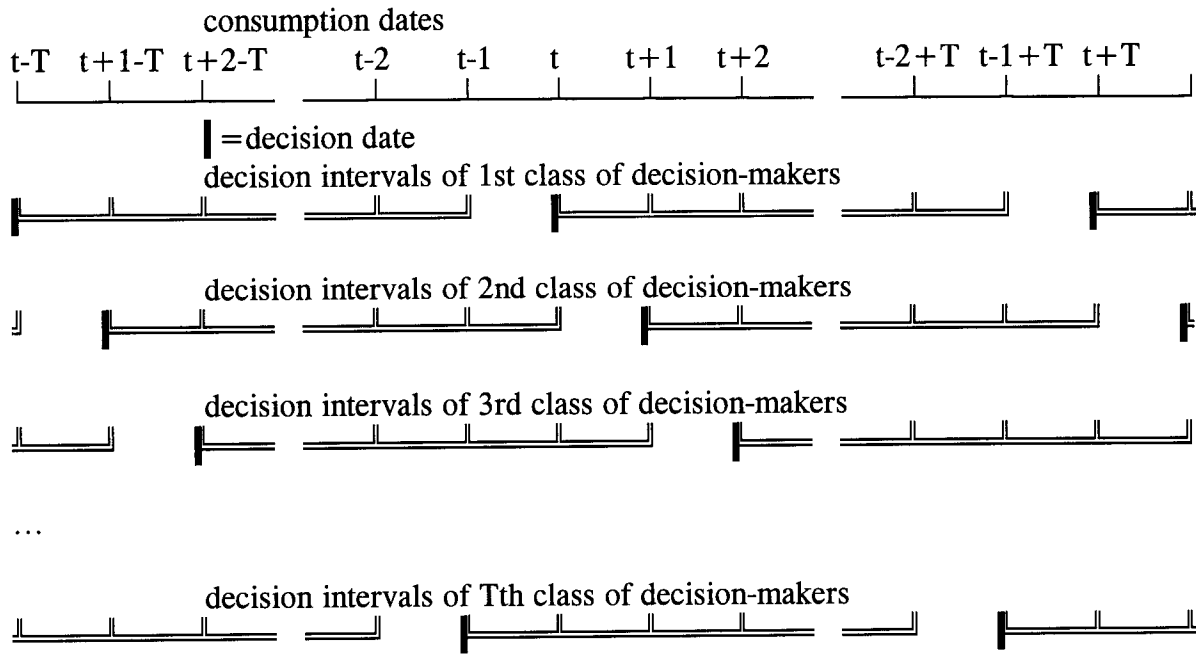 consumption dates
t-T t+1-T t+2-T t-2 t-1 t t+1 t+2 t-2+T t-1+T t+T
=decision date
decision intervals of 1st class of decision-makers
decision intervals of 2nd class of decision-makers
decision intervals of 3rd class of decision-makers
...
decision intervals of Tth class of decision-makers